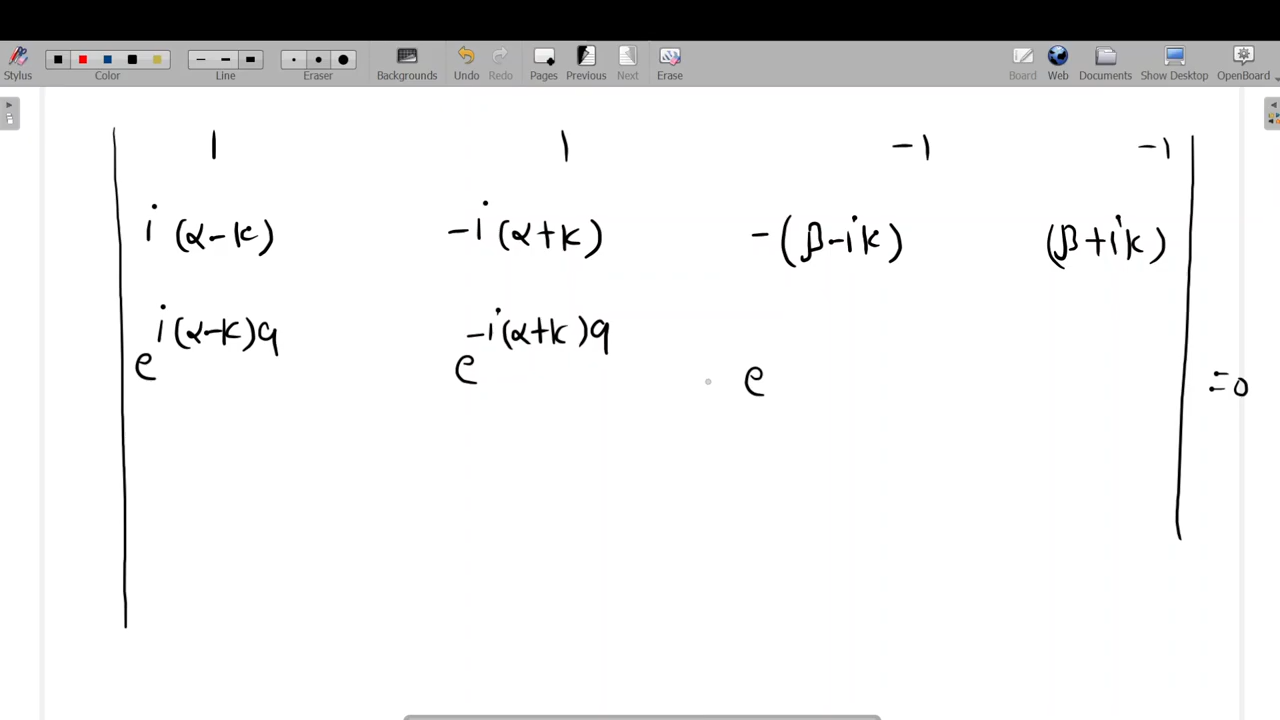 Stylus Color Line Eraser Backgrounds Undo Redo Pages Previous Next Erase Board Web Documents Show Desktop OpenBoard
1 1 -1 -1
i(α-k) -i(α+k) -(β-ik) (β+ik)
e^{i(α-k)a} e^{-i(α+k)a} e =0